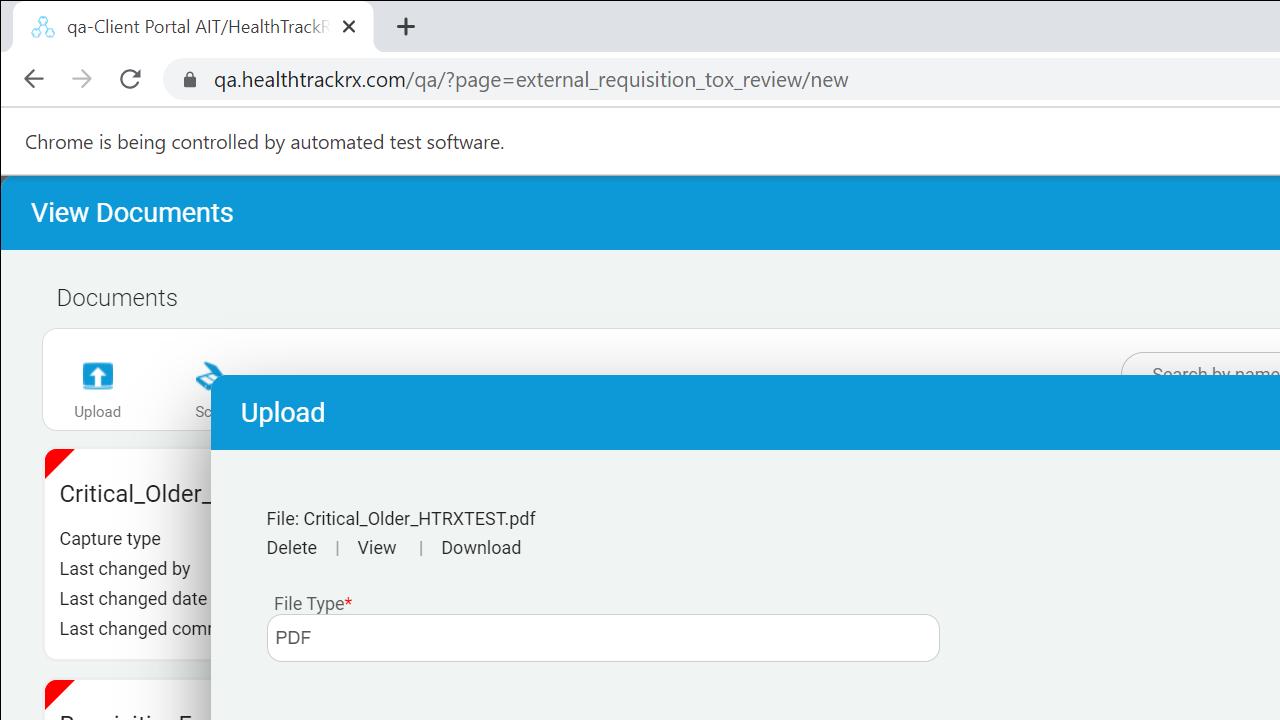 qa-Client Portal AIT/HealthTrackR
qa.healthtrackrx.com/qa/?page=external_requisition_tox_review/new
Chrome is being controlled by automated test software.
View Documents
Documents
Search by name
Upload
Sc
Upload
Critical_Older_
Capture type
Last changed by
Last changed date
Last changed com
File: Critical_Older_HTRXTEST.pdf
Delete | View | Download
File Type*
PDF